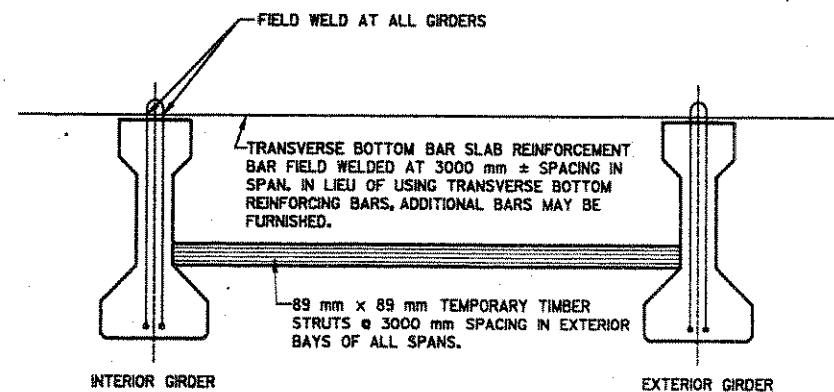 FIELD WELD AT ALL GIRDERS
TRANSVERSE BOTTOM BAR SLAB REINFORCEMENT
BAR FIELD WELDED AT 3000 mm ± SPACING IN
SPAN. IN LIEU OF USING TRANSVERSE BOTTOM
REINFORCING BARS, ADDITIONAL BARS MAY BE
FURNISHED.
89 mm x 89 mm TEMPORARY TIMBER
STRUTS @ 3000 mm SPACING IN EXTERIOR
BAYS OF ALL SPANS.
INTERIOR GIRDER
EXTERIOR GIRDER